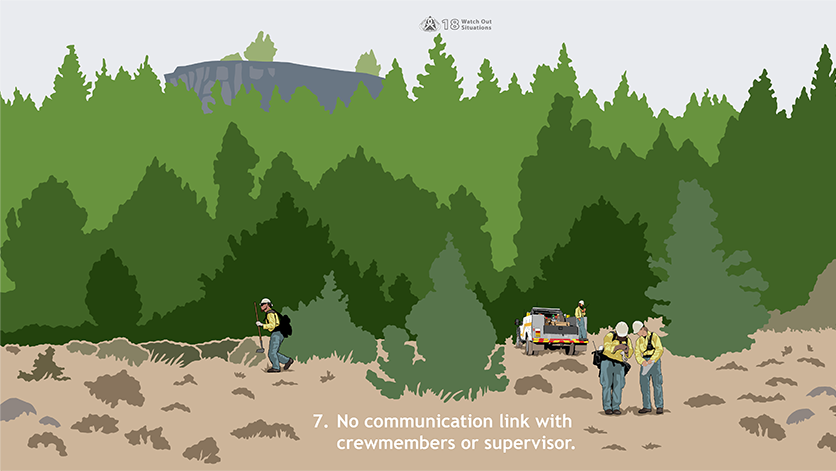 18 Watch Out
Situations
7. No communication link with
crewmembers or supervisor.